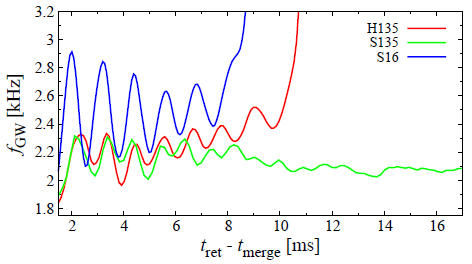 3.2
3
2.8
2.6
2.4
2.2
2
1.8
f_GW [kHz]
H135
S135
S16
2 4 6 8 10 12 14 16
t_ret - t_merge [ms]